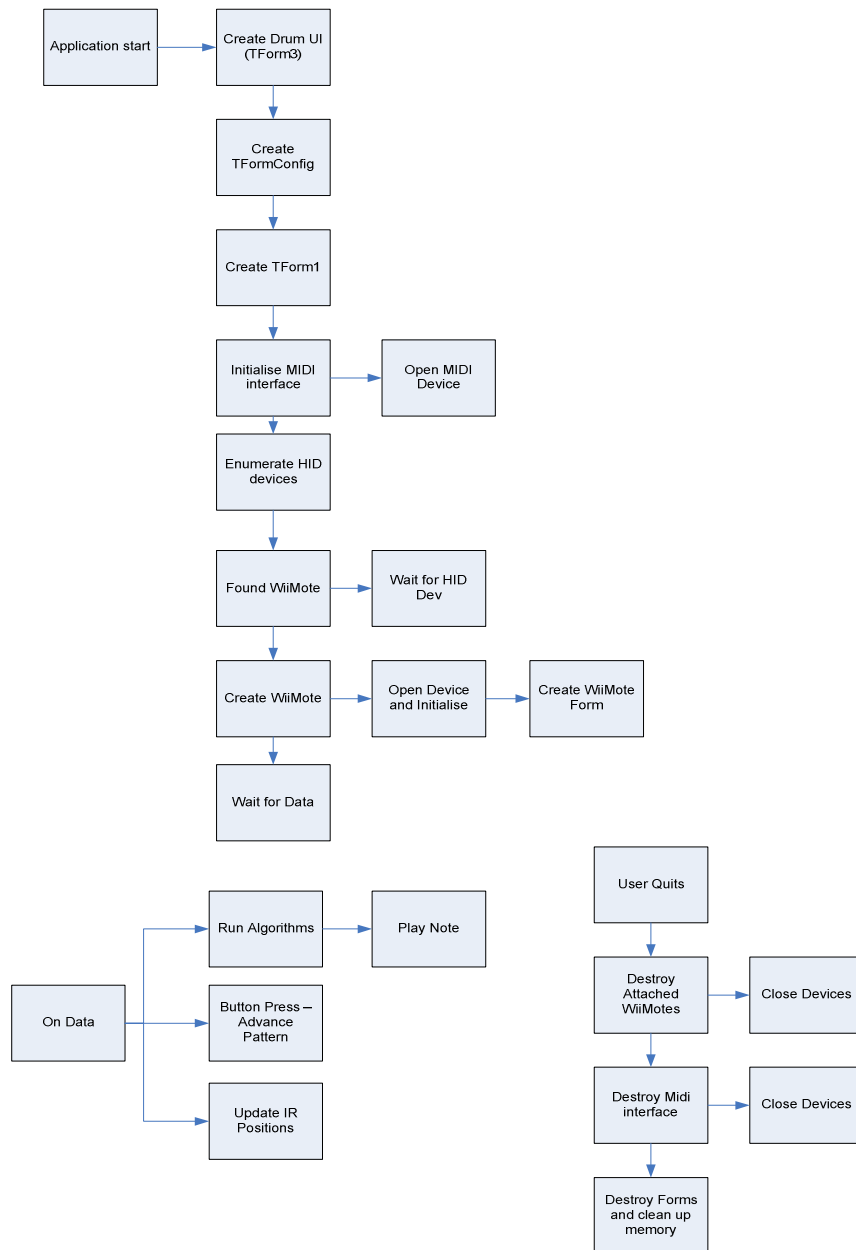 Application start
Create Drum UI
(TForm3)
Create
TFormConfig
Create TForm1
Initialise MIDI
interface
Open MIDI
Device
Enumerate HID
devices
Found WiiMote
Wait for HID
Dev
Create WiiMote
Open Device
and Initialise
Create WiiMote
Form
Wait for Data
On Data
Run Algorithms
Play Note
Button Press –
Advance
Pattern
Update IR
Positions
User Quits
Destroy
Attached
WiiMotes
Close Devices
Destroy Midi
interface
Close Devices
Destroy Forms
and clean up
memory